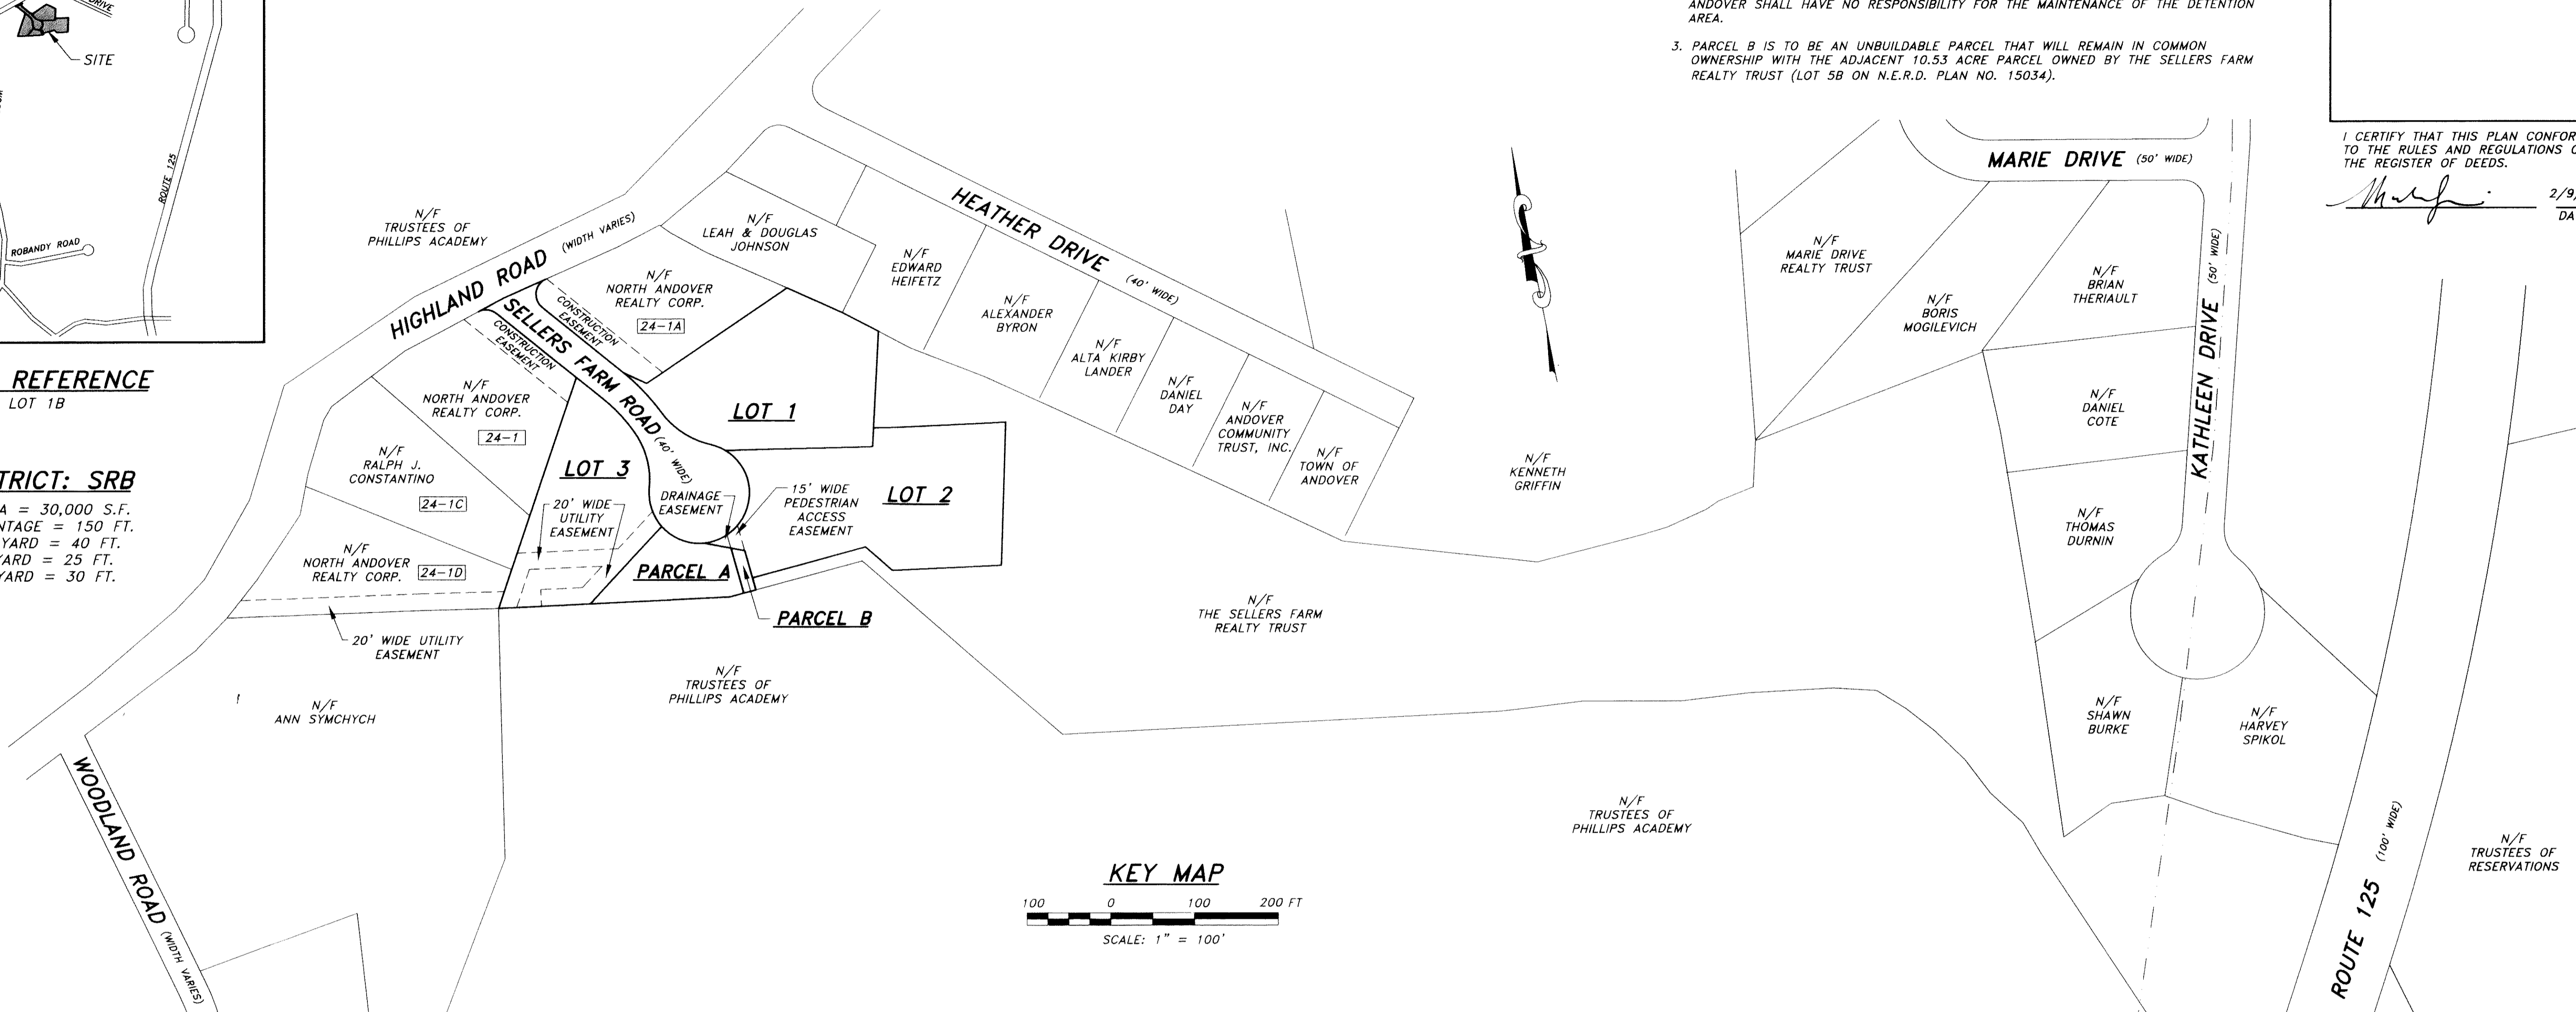 DRIVE
SITE
ROUTE 125
ROBANDY ROAD
REFERENCE
LOT 1B
TRICT: SRB
A = 30,000 S.F.
NTAGE = 150 FT.
YARD = 40 FT.
YARD = 25 FT.
YARD = 30 FT.
ANDOVER SHALL HAVE NO RESPONSIBILITY FOR THE MAINTENANCE OF THE DETENTION
AREA.
3. PARCEL B IS TO BE AN UNBUILDABLE PARCEL THAT WILL REMAIN IN COMMON
OWNERSHIP WITH THE ADJACENT 10.53 ACRE PARCEL OWNED BY THE SELLERS FARM
REALTY TRUST (LOT 5B ON N.E.R.D. PLAN NO. 15034).
I CERTIFY THAT THIS PLAN CONFOR
TO THE RULES AND REGULATIONS O
THE REGISTER OF DEEDS.
2/9/
DA
N/F
TRUSTEES OF
PHILLIPS ACADEMY
HIGHLAND ROAD (WIDTH VARIES)
N/F
LEAH & DOUGLAS
JOHNSON
N/F
NORTH ANDOVER
REALTY CORP.
24-1A
CONSTRUCTION
EASEMENT
SELLERS FARM ROAD (40' WIDE)
CONSTRUCTION
EASEMENT
N/F
NORTH ANDOVER
REALTY CORP.
24-1
N/F
RALPH J.
CONSTANTINO
24-1C
N/F
NORTH ANDOVER
REALTY CORP.
24-1D
20' WIDE UTILITY
EASEMENT
LOT 1
LOT 2
LOT 3
20' WIDE
UTILITY
EASEMENT
DRAINAGE
EASEMENT
15' WIDE
PEDESTRIAN
ACCESS
EASEMENT
PARCEL A
PARCEL B
HEATHER DRIVE (40' WIDE)
N/F
EDWARD
HEIFETZ
N/F
ALEXANDER
BYRON
N/F
ALTA KIRBY
LANDER
N/F
DANIEL
DAY
N/F
ANDOVER
COMMUNITY
TRUST, INC.
N/F
TOWN OF
ANDOVER
N/F
KENNETH
GRIFFIN
N/F
THE SELLERS FARM
REALTY TRUST
MARIE DRIVE (50' WIDE)
N/F
MARIE DRIVE
REALTY TRUST
N/F
BORIS
MOGILEVICH
N/F
BRIAN
THERIAULT
KATHLEEN DRIVE (50' WIDE)
N/F
DANIEL
COTE
N/F
THOMAS
DURNIN
N/F
SHAWN
BURKE
N/F
HARVEY
SPIKOL
ROUTE 125 (100' WIDE)
N/F
TRUSTEES OF
RESERVATIONS
N/F
TRUSTEES OF
PHILLIPS ACADEMY
N/F
ANN SYMCHYCH
N/F
TRUSTEES OF
PHILLIPS ACADEMY
WOODLAND ROAD (WIDTH VARIES)
KEY MAP
100 0 100 200 FT
SCALE: 1" = 100'